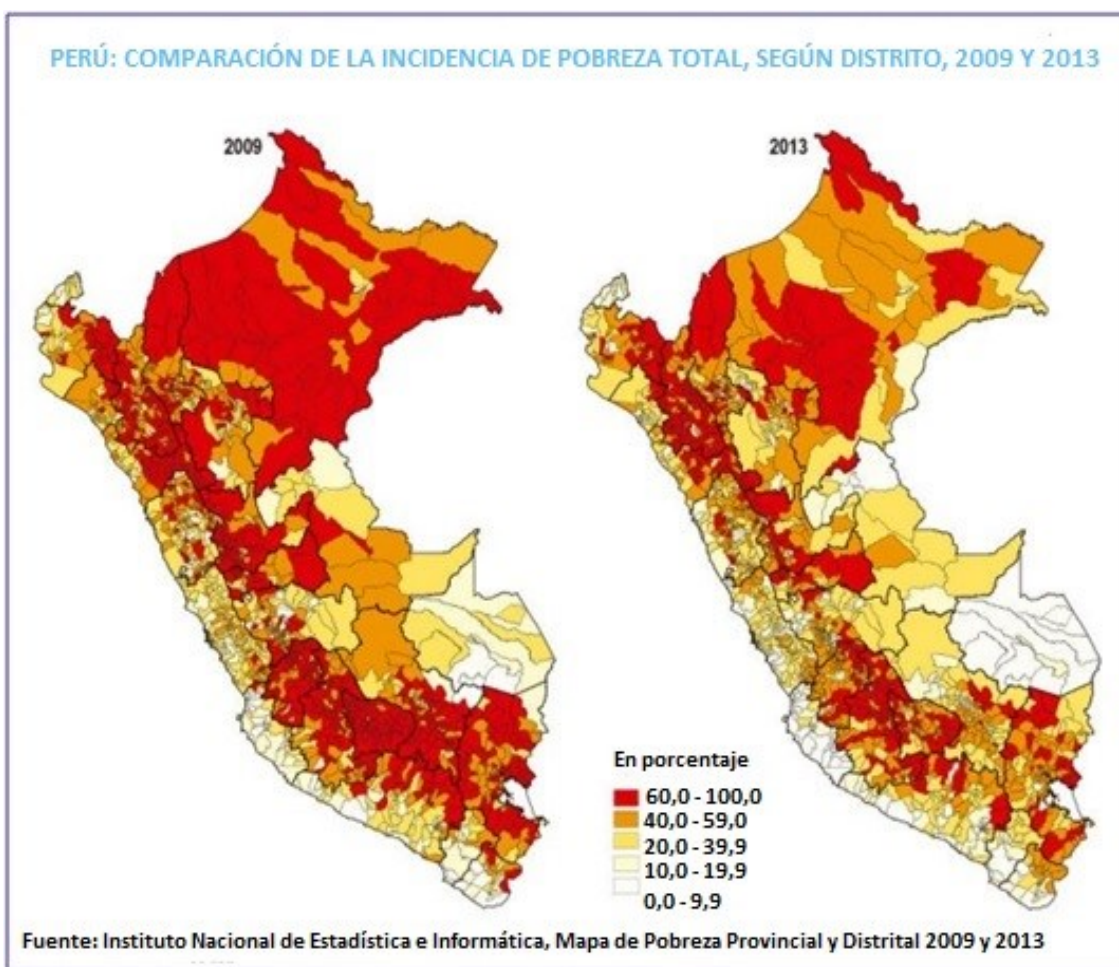 PERÚ: COMPARACIÓN DE LA INCIDENCIA DE POBREZA TOTAL, SEGÚN DISTRITO, 2009 Y 2013
2009
2013
En porcentaje
60,0 - 100,0
40,0 - 59,0
20,0 - 39,9
10,0 - 19,9
0,0 - 9,9
Fuente: Instituto Nacional de Estadística e Informática, Mapa de Pobreza Provincial y Distrital 2009 y 2013